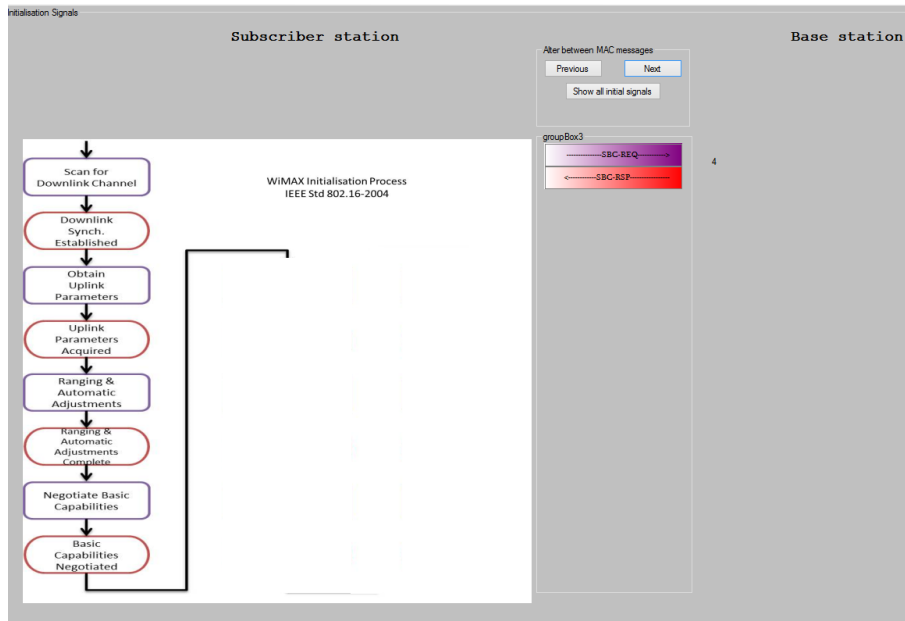 Initialisation Signals
Subscriber station
Base station
Alter between MAC messages
Previous
Next
Show all initial signals
groupBox3
SBC-REQ
SBC-RSP
4
WiMAX Initialisation Process
IEEE Std 802.16-2004
Scan for
Downlink Channel
Downlink
Synch.
Established
Obtain
Uplink
Parameters
Uplink
Parameters
Acquired
Ranging &
Automatic
Adjustments
Ranging &
Automatic
Adjustments
Complete
Negotiate Basic
Capabilities
Basic
Capabilities
Negotiated